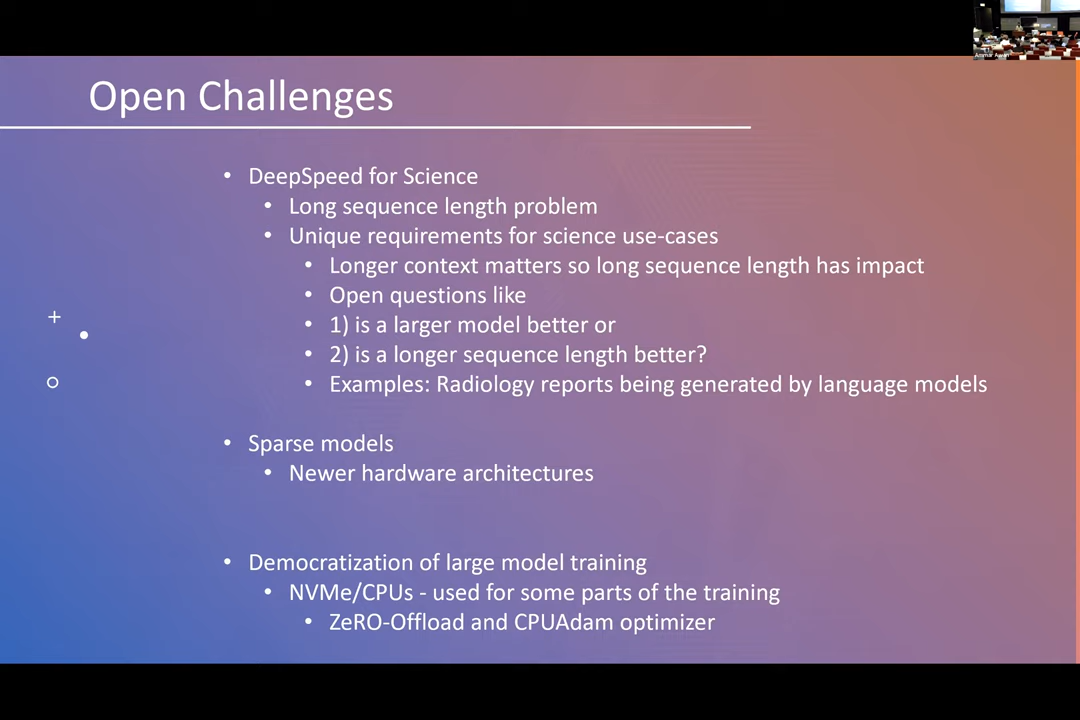 Ammar Awan
Open Challenges
• DeepSpeed for Science
• Long sequence length problem
• Unique requirements for science use-cases
• Longer context matters so long sequence length has impact
• Open questions like
• 1) is a larger model better or
• 2) is a longer sequence length better?
• Examples: Radiology reports being generated by language models
• Sparse models
• Newer hardware architectures
• Democratization of large model training
• NVMe/CPUs - used for some parts of the training
• ZeRO-Offload and CPUAdam optimizer